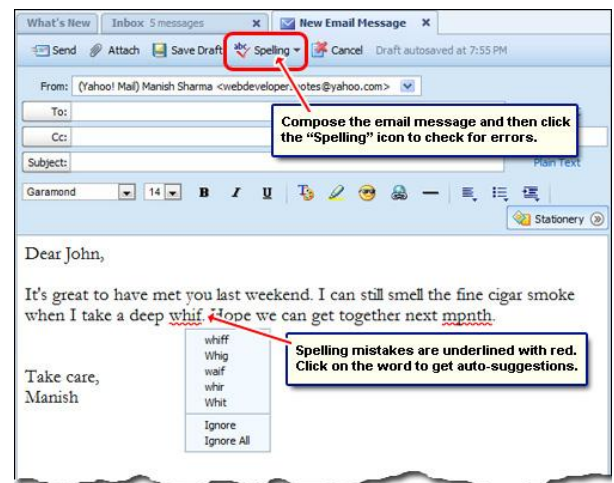 What's New Inbox 5 messages x New Email Message x
Send Attach Save Draft abc Spelling Cancel Draft autosaved at 7:55 PM
From: (Yahoo! Mail) Manish Sharma <webdeveloper otes@yahoo.com>
To:
Compose the email message and then click
the “Spelling” icon to check for errors.
Cc:
Subject:
Plain Text
Garamond 14 B I U
Stationery
Dear John,
It's great to have met you last weekend. I can still smell the fine cigar smoke
when I take a deep whif. Hope we can get together next mpnth.
whiff
Whig
waif
whir
Whit
Ignore
Ignore All
Spelling mistakes are underlined with red.
Click on the word to get auto-suggestions.
Take care,
Manish